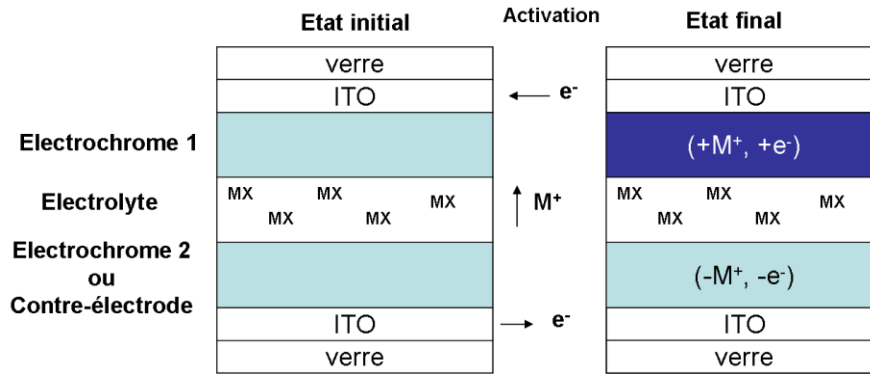 Etat initial
Activation
Etat final
verre
verre
ITO
e-
ITO
Electrochrome 1
(+M+, +e-)
Electrolyte
MX MX MX
MX MX
M+
MX MX MX
MX MX
Electrochrome 2
ou
Contre-électrode
(-M+, -e-)
ITO
e-
ITO
verre
verre